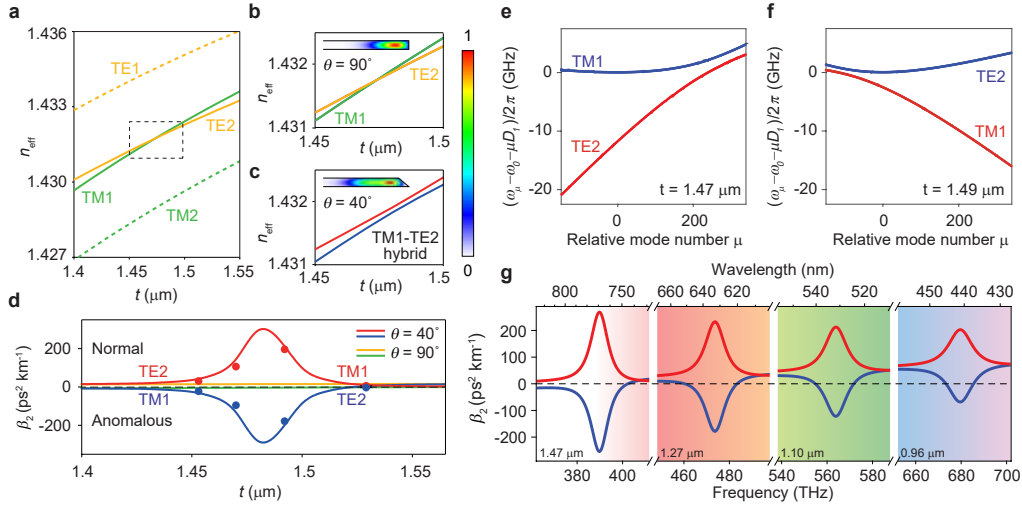 a
1.436
1.433
1.430
1.427
n_eff
TE1
TE2
TM1
TM2
1.4
1.45
1.5
1.55
t (μm)
b
1.432
1.431
n_eff
θ = 90°
TE2
TM1
1.45
1.5
t (μm)
c
1.432
1.431
n_eff
θ = 40°
TM1-TE2
hybrid
1.45
1.5
t (μm)
1
0
d
200
0
-200
β₂ (ps² km⁻¹)
Normal
θ = 40°
θ = 90°
TE2
TM1
TM1
TE2
Anomalous
1.4
1.45
1.5
1.55
t (μm)
e
(ω_μ-ω₀-μD₁)/2π (GHz)
0
-10
-20
TM1
TE2
t = 1.47 μm
0
200
Relative mode number μ
f
(ω_μ-ω₀-μD₁)/2π (GHz)
0
-10
-20
TE2
TM1
t = 1.49 μm
0
200
Relative mode number μ
g
Wavelength (nm)
800
750
660
640
620
540
520
450
440
430
β₂ (ps² km⁻¹)
200
100
0
-100
-200
1.47 μm
1.27 μm
1.10 μm
0.96 μm
380
400
460
480
540
560
580
660
680
700
Frequency (THz)